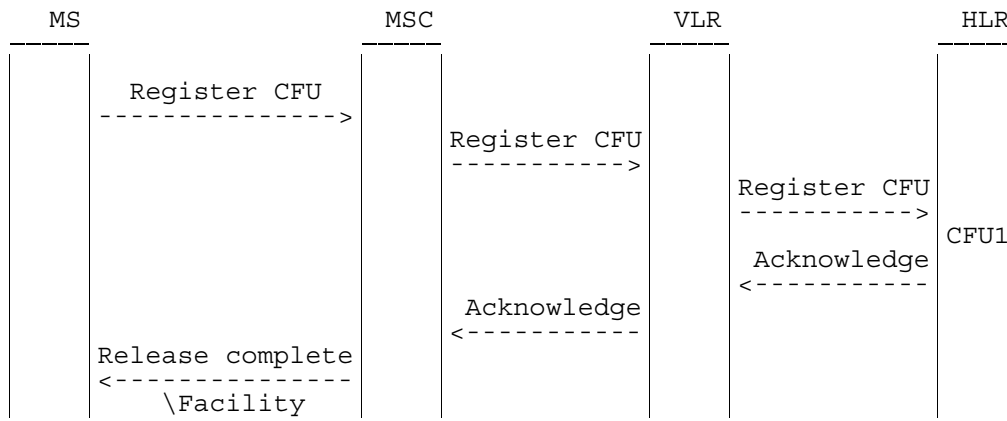 MS MSC VLR HLR
Register CFU
Register CFU
Register CFU
CFU1
Acknowledge
Acknowledge
Release complete
\Facility